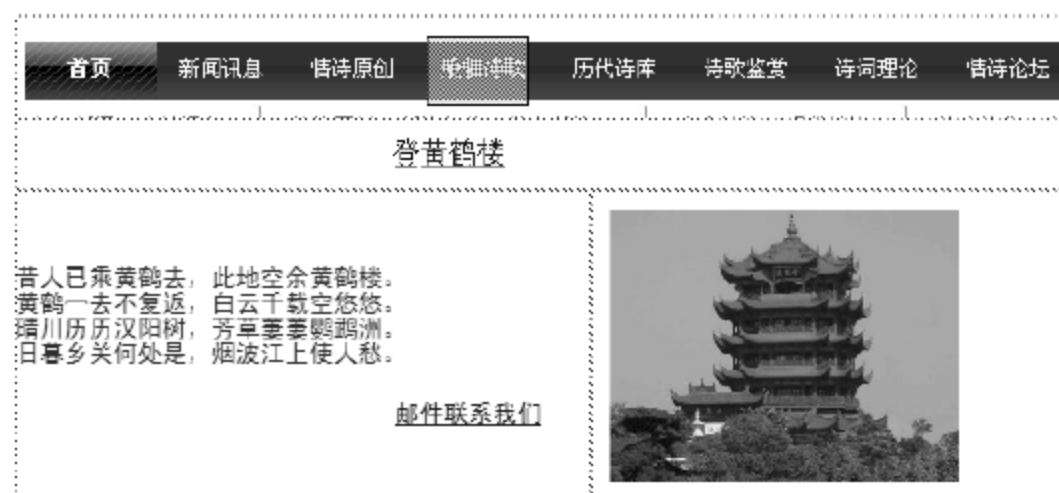 首页 新闻讯息 情诗原创 历代诗库 诗歌鉴赏 诗词理论 情诗论坛
登黄鹤楼
昔人已乘黄鹤去，此地空余黄鹤楼。
黄鹤一去不复返，白云千载空悠悠。
晴川历历汉阳树，芳草萋萋鹦鹉洲。
日暮乡关何处是，烟波江上使人愁。
邮件联系我们